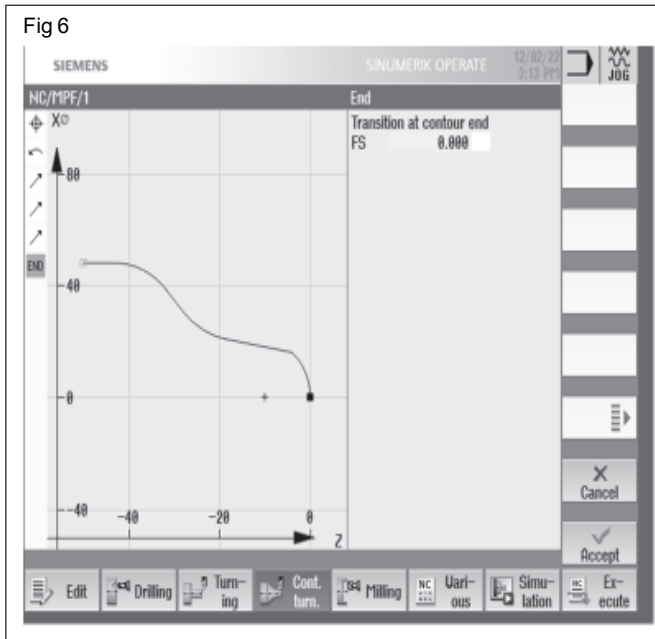 Fig 6
SIEMENS
SINUMERIK OPERATE
12/02/22
3:13 PM
JOG
NC/MPF/1
End
X∅
Transition at contour end
FS 0.000
80
END
-40
-0
--40
-40
-20
0
Z
Cancel
Accept
Edit
Drilling
Turn-
ing
Cont.
turn.
Milling
NC
Vari-
ous
Simu-
lation
NC
Ex-
ecute